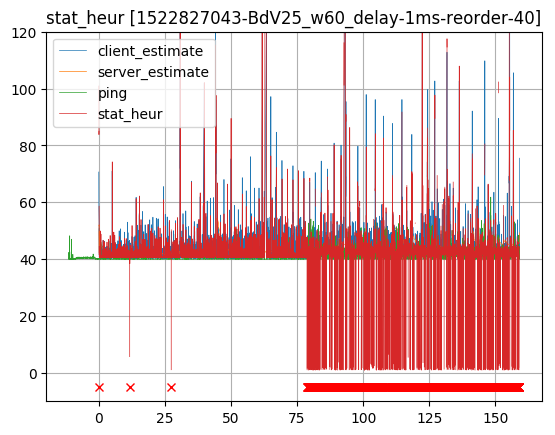 stat_heur [1522827043-BdV25_w60_delay-1ms-reorder-40]
120
client_estimate
server_estimate
ping
stat_heur
100
80
60
40
20
0
0 25 50 75 100 125 150